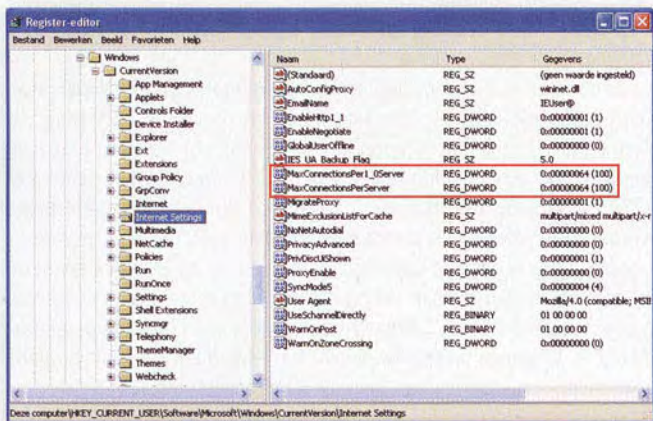 Register-editor
Bestand Bewerken Beeld Favorieten Help
Windows
CurrentVersion
App Management
Applets
Controls Folder
Device Installer
Explorer
Ext
Extensions
Group Policy
GrpConv
Internet
Internet Settings
Multimedia
NetCache
Policies
Run
RunOnce
Settings
Shell Extensions
Syncmgr
Telephony
ThemeManager
Themes
Webcheck
Naam Type Gegevens
(Standaard) REG_SZ (geen waarde ingesteld)
AutoConfigProxy REG_SZ wininet.dll
EmailName REG_SZ IEUser@
EnableHttp1_1 REG_DWORD 0x00000001 (1)
EnableNegotiate REG_DWORD 0x00000001 (1)
GlobalUserOffline REG_DWORD 0x00000000 (0)
IE5_UA_Backup_Flag REG_SZ 5.0
MaxConnectionsPer1_0Server REG_DWORD 0x00000064 (100)
MaxConnectionsPerServer REG_DWORD 0x00000064 (100)
MigrateProxy REG_DWORD 0x00000001 (1)
MimeExclusionListForCache REG_SZ multipart/mixed multipart/x-r
NoNetAutodial REG_DWORD 0x00000000 (0)
PrivacyAdvanced REG_DWORD 0x00000000 (0)
PrivDiscUiShown REG_DWORD 0x00000001 (1)
ProxyEnable REG_DWORD 0x00000000 (0)
SyncMode5 REG_DWORD 0x00000004 (4)
User Agent REG_SZ Mozilla/4.0 (compatible; MSIE
UseSchannelDirectly REG_BINARY 01 00 00 00
WarnOnPost REG_BINARY 01 00 00 00
WarnOnZoneCrossing REG_DWORD 0x00000000 (0)
Deze computer\HKEY_CURRENT_USER\Software\Microsoft\Windows\CurrentVersion\Internet Settings